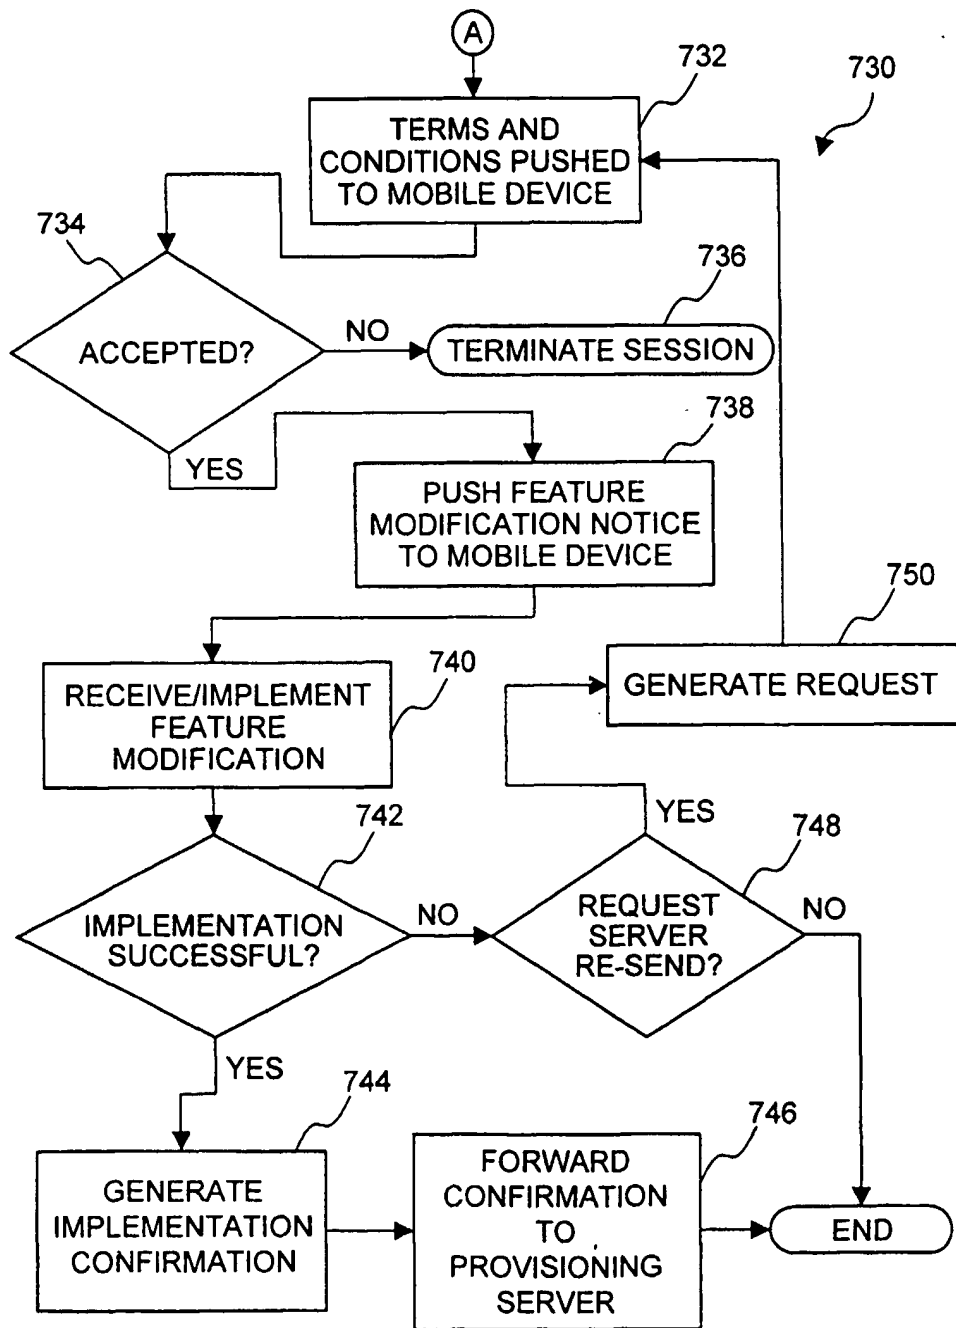 A
732
730
TERMS AND
CONDITIONS PUSHED
TO MOBILE DEVICE
734
736
ACCEPTED?
NO
TERMINATE SESSION
738
YES
PUSH FEATURE
MODIFICATION NOTICE
TO MOBILE DEVICE
750
740
GENERATE REQUEST
RECEIVE/IMPLEMENT
FEATURE
MODIFICATION
742
YES
748
IMPLEMENTATION
SUCCESSFUL?
NO
REQUEST
SERVER
RE-SEND?
NO
YES
744
746
GENERATE
IMPLEMENTATION
CONFIRMATION
FORWARD
CONFIRMATION
TO
PROVISIONING
SERVER
END